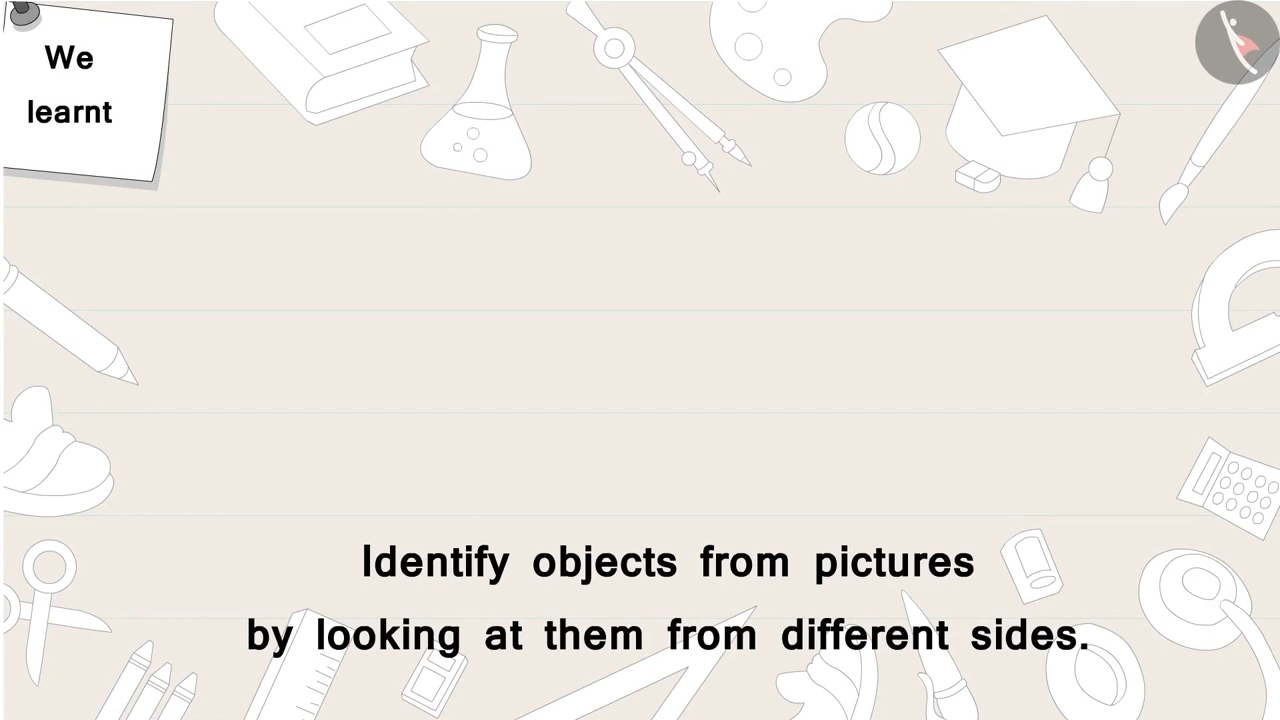 We
learnt
Identify objects from pictures
by looking at them from different sides.